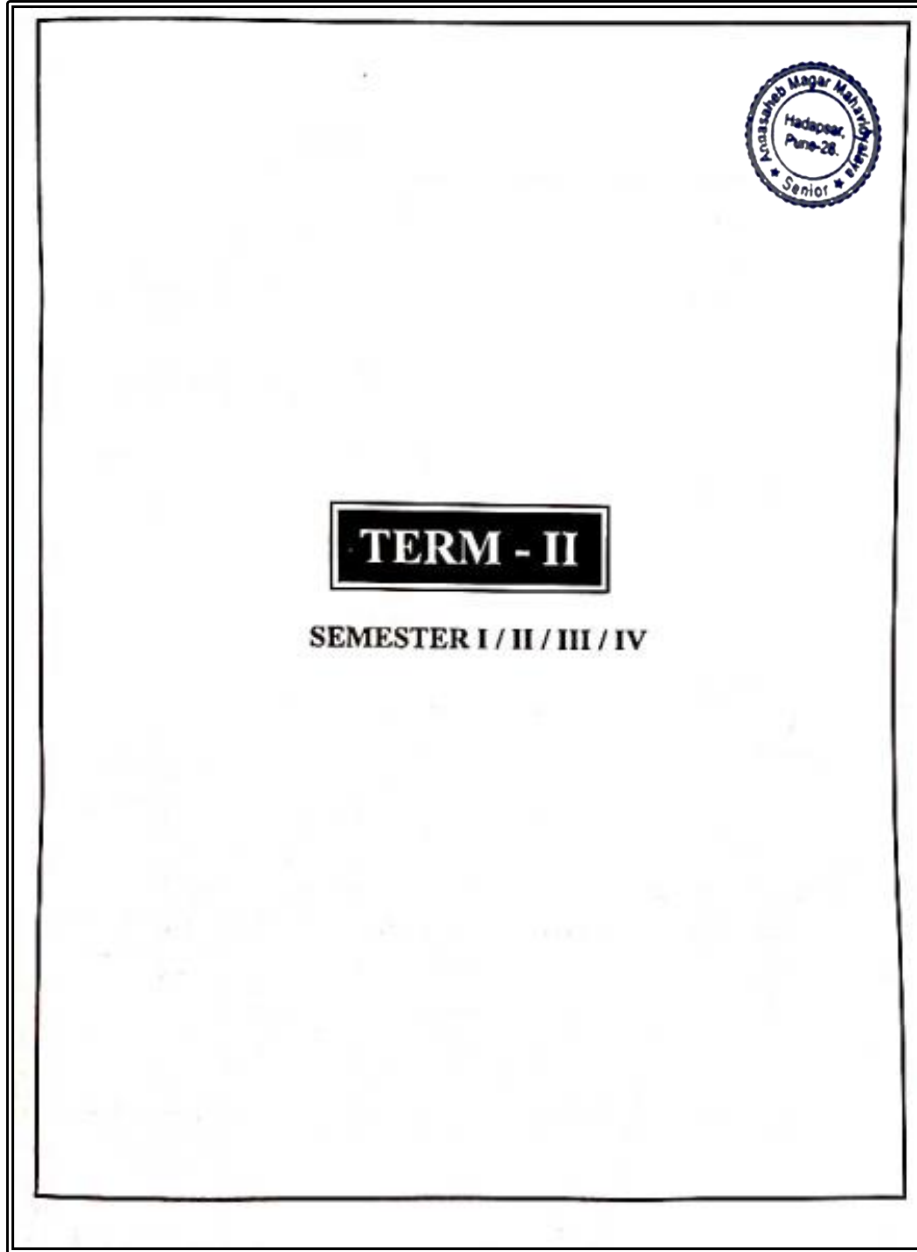 Annasaheb Magar Mahavidyalaya
Hadapsar,
Pune-28.
★ Senior ★
TERM - II
SEMESTER I / II / III / IV